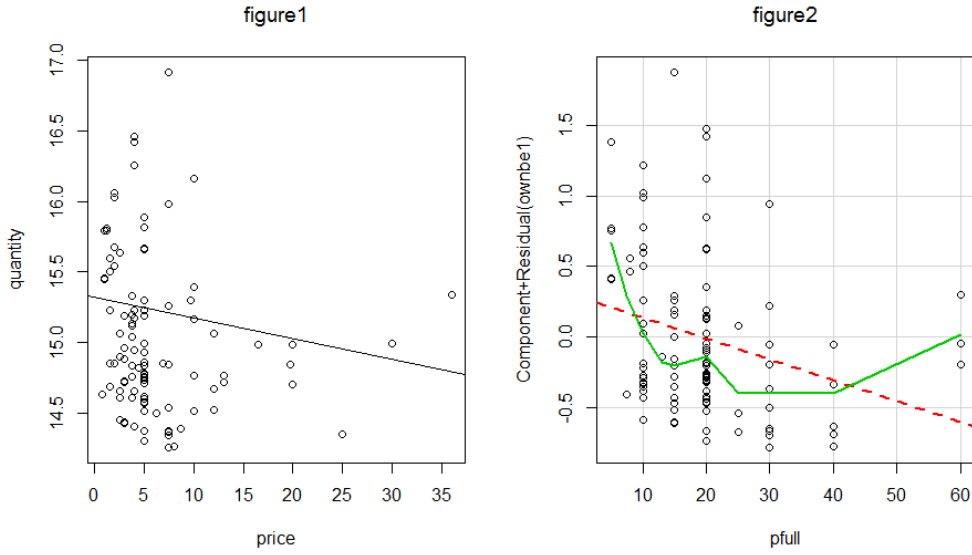 figure1
quantity
17.0
16.5
16.0
15.5
15.0
14.5
0 5 10 15 20 25 30 35
price
figure2
Component+Residual(ownbe1)
1.5
1.0
0.5
0.0
−0.5
10 20 30 40 50 60
pfull